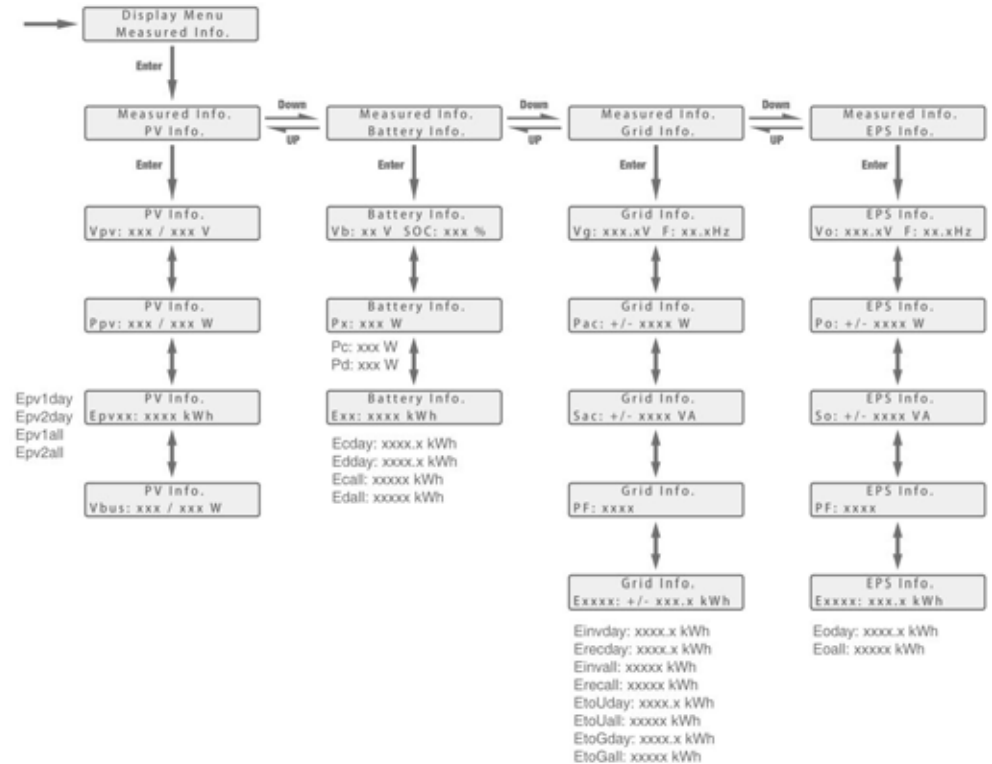 Display Menu
Measured Info.
Enter
Measured Info.
PV Info.
Down
UP
Measured Info.
Battery Info.
Down
UP
Measured Info.
Grid Info.
Down
UP
Measured Info.
EPS Info.
Enter
PV Info.
Vpv: xxx / xxx V
PV Info.
Ppv: xxx / xxx W
Epv1day
Epv2day
Epv1all
Epv2all
PV Info.
Epvxx: xxxx kWh
PV Info.
Vbus: xxx / xxx W
Enter
Battery Info.
Vb: xx V SOC: xxx %
Battery Info.
Px: xxx W
Pc: xxx W
Pd: xxx W
Battery Info.
Exx: xxxx kWh
Ecday: xxxx.x kWh
Edday: xxxx.x kWh
Ecall: xxxxx kWh
Edall: xxxxx kWh
Enter
Grid Info.
Vg: xxx.xV F: xx.xHz
Grid Info.
Pac: +/- xxxx W
Grid Info.
Sac: +/- xxxx VA
Grid Info.
PF: xxxx
Grid Info.
Exxxx: +/- xxx.x kWh
Einvday: xxxx.x kWh
Erecday: xxxx.x kWh
Einvall: xxxxx kWh
Erecall: xxxxx kWh
EtoUday: xxxx.x kWh
EtoUall: xxxxx kWh
EtoGday: xxxx.x kWh
EtoGall: xxxxx kWh
Enter
EPS Info.
Vo: xxx.xV F: xx.xHz
EPS Info.
Po: +/- xxxx W
EPS Info.
So: +/- xxxx VA
EPS Info.
PF: xxxx
EPS Info.
Exxxx: xxx.x kWh
Eoday: xxxx.x kWh
Eoall: xxxxx kWh